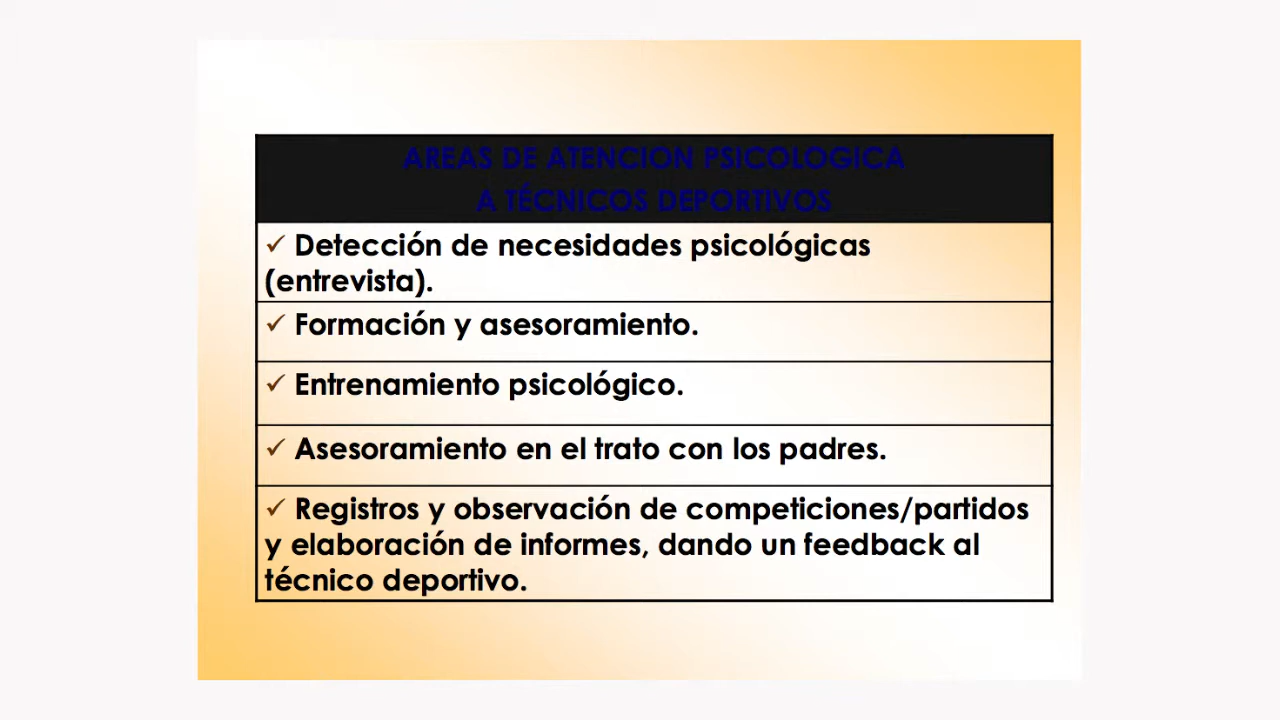 AREAS DE ATENCION PSICOLOGICA
A TÉCNICOS DEPORTIVOS
✓ Detección de necesidades psicológicas
(entrevista).
✓ Formación y asesoramiento.
✓ Entrenamiento psicológico.
✓ Asesoramiento en el trato con los padres.
✓ Registros y observación de competiciones/partidos
y elaboración de informes, dando un feedback al
técnico deportivo.